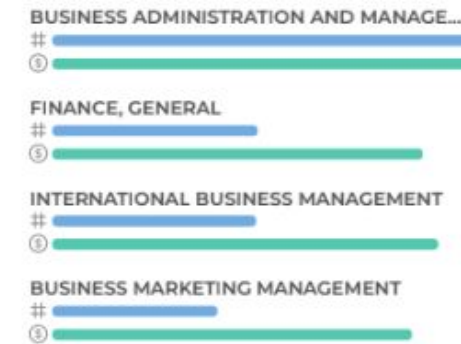 BUSINESS ADMINISTRATION AND MANAGE...
#
$
FINANCE, GENERAL
#
$
INTERNATIONAL BUSINESS MANAGEMENT
#
$
BUSINESS MARKETING MANAGEMENT
#
$